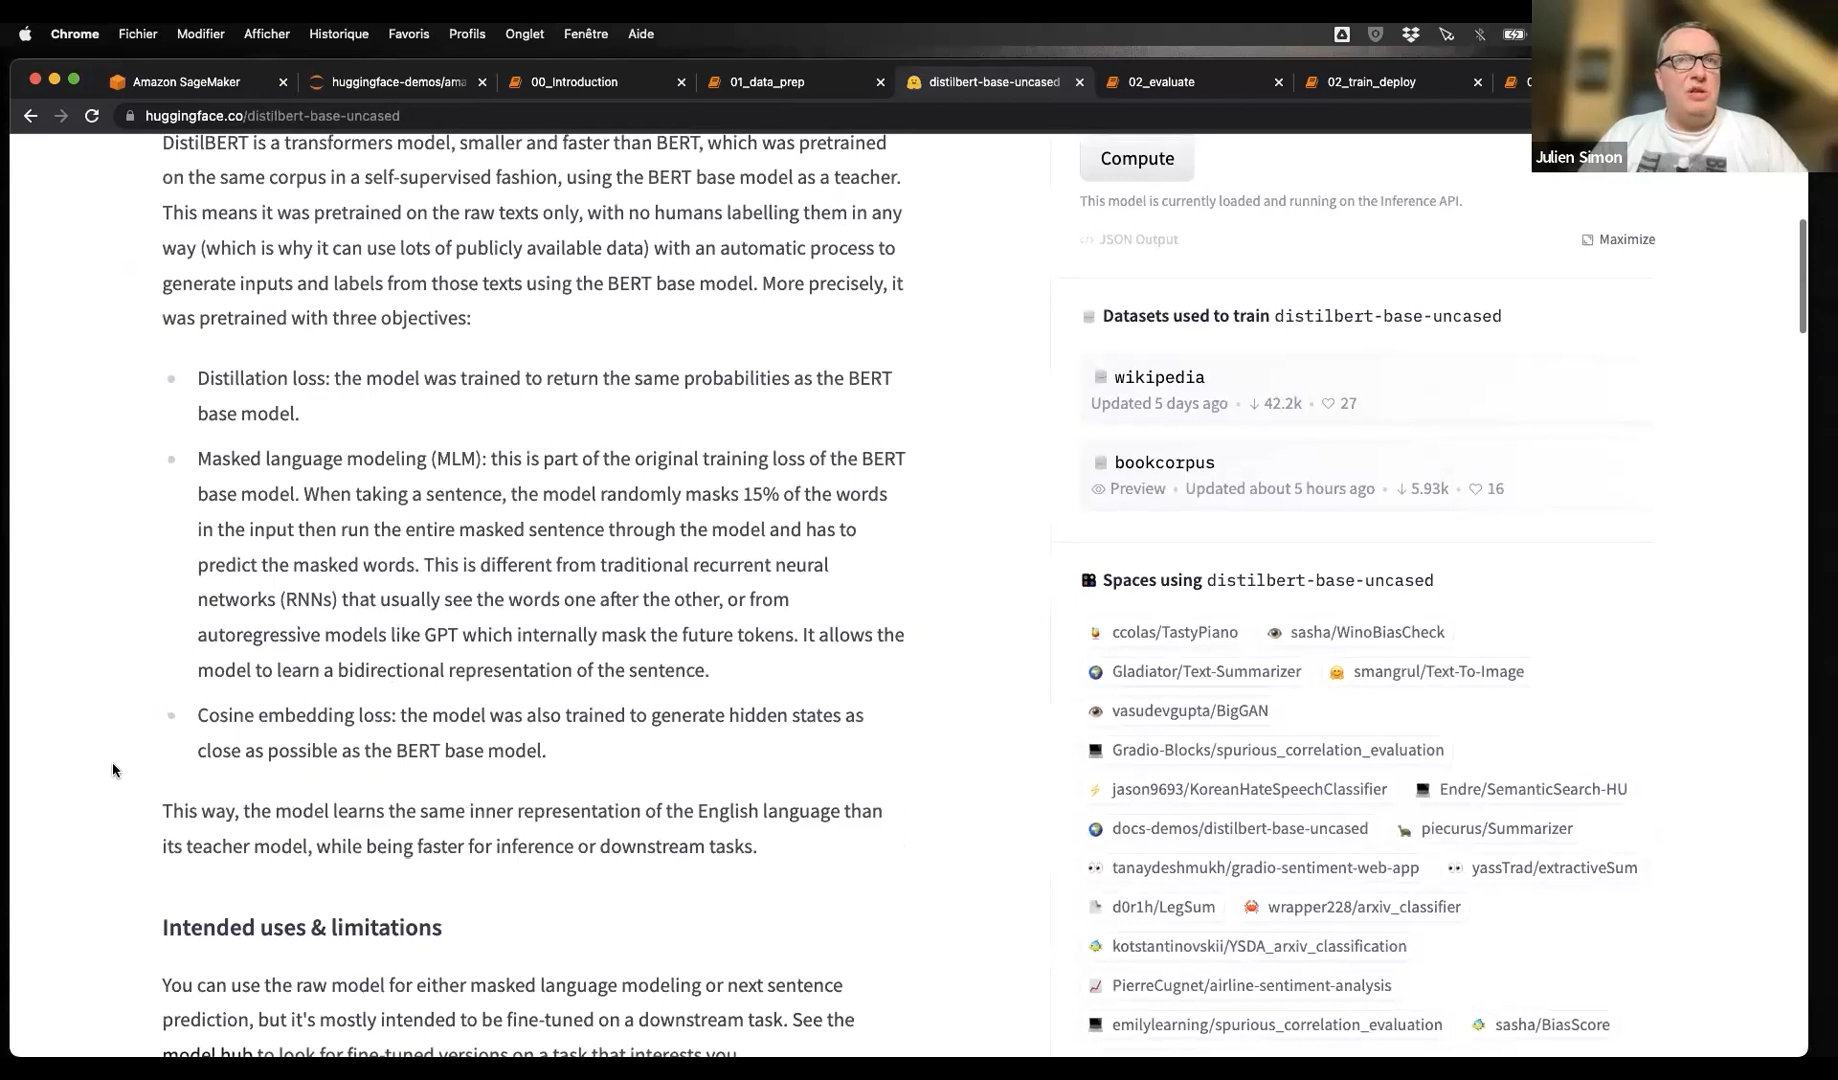 Chrome Fichier Modifier Afficher Historique Favoris Profils Onglet Fenêtre Aide
Amazon SageMaker
huggingface-demos/ama
00_Introduction
01_data_prep
distilbert-base-uncased
02_evaluate
02_train_deploy
huggingface.co/distilbert-base-uncased
Julien Simon
DistilBERT is a transformers model, smaller and faster than BERT, which was pretrained
on the same corpus in a self-supervised fashion, using the BERT base model as a teacher.
This means it was pretrained on the raw texts only, with no humans labelling them in any
way (which is why it can use lots of publicly available data) with an automatic process to
generate inputs and labels from those texts using the BERT base model. More precisely, it
was pretrained with three objectives:
Distillation loss: the model was trained to return the same probabilities as the BERT
base model.
Masked language modeling (MLM): this is part of the original training loss of the BERT
base model. When taking a sentence, the model randomly masks 15% of the words
in the input then run the entire masked sentence through the model and has to
predict the masked words. This is different from traditional recurrent neural
networks (RNNs) that usually see the words one after the other, or from
autoregressive models like GPT which internally mask the future tokens. It allows the
model to learn a bidirectional representation of the sentence.
Cosine embedding loss: the model was also trained to generate hidden states as
close as possible as the BERT base model.
This way, the model learns the same inner representation of the English language than
its teacher model, while being faster for inference or downstream tasks.
Intended uses & limitations
You can use the raw model for either masked language modeling or next sentence
prediction, but it's mostly intended to be fine-tuned on a downstream task. See the
model hub to look for fine-tuned versions on a task that interests you.
Compute
This model is currently loaded and running on the Inference API.
</> JSON Output Maximize
Datasets used to train distilbert-base-uncased
wikipedia
Updated 5 days ago • ↓ 42.2k • ♡ 27
bookcorpus
Preview • Updated about 5 hours ago • ↓ 5.93k • ♡ 16
Spaces using distilbert-base-uncased
ccolas/TastyPiano sasha/WinoBiasCheck
Gladiator/Text-Summarizer smangrul/Text-To-Image
vasudevgupta/BigGAN
Gradio-Blocks/spurious_correlation_evaluation
jason9693/KoreanHateSpeechClassifier Endre/SemanticSearch-HU
docs-demos/distilbert-base-uncased piecurus/Summarizer
tanaydeshmukh/gradio-sentiment-web-app yassTrad/extractiveSum
d0r1h/LegSum wrapper228/arxiv_classifier
kotstantinovskii/YSDA_arxiv_classification
PierreCugnet/airline-sentiment-analysis
emilylearning/spurious_correlation_evaluation sasha/BiasScore